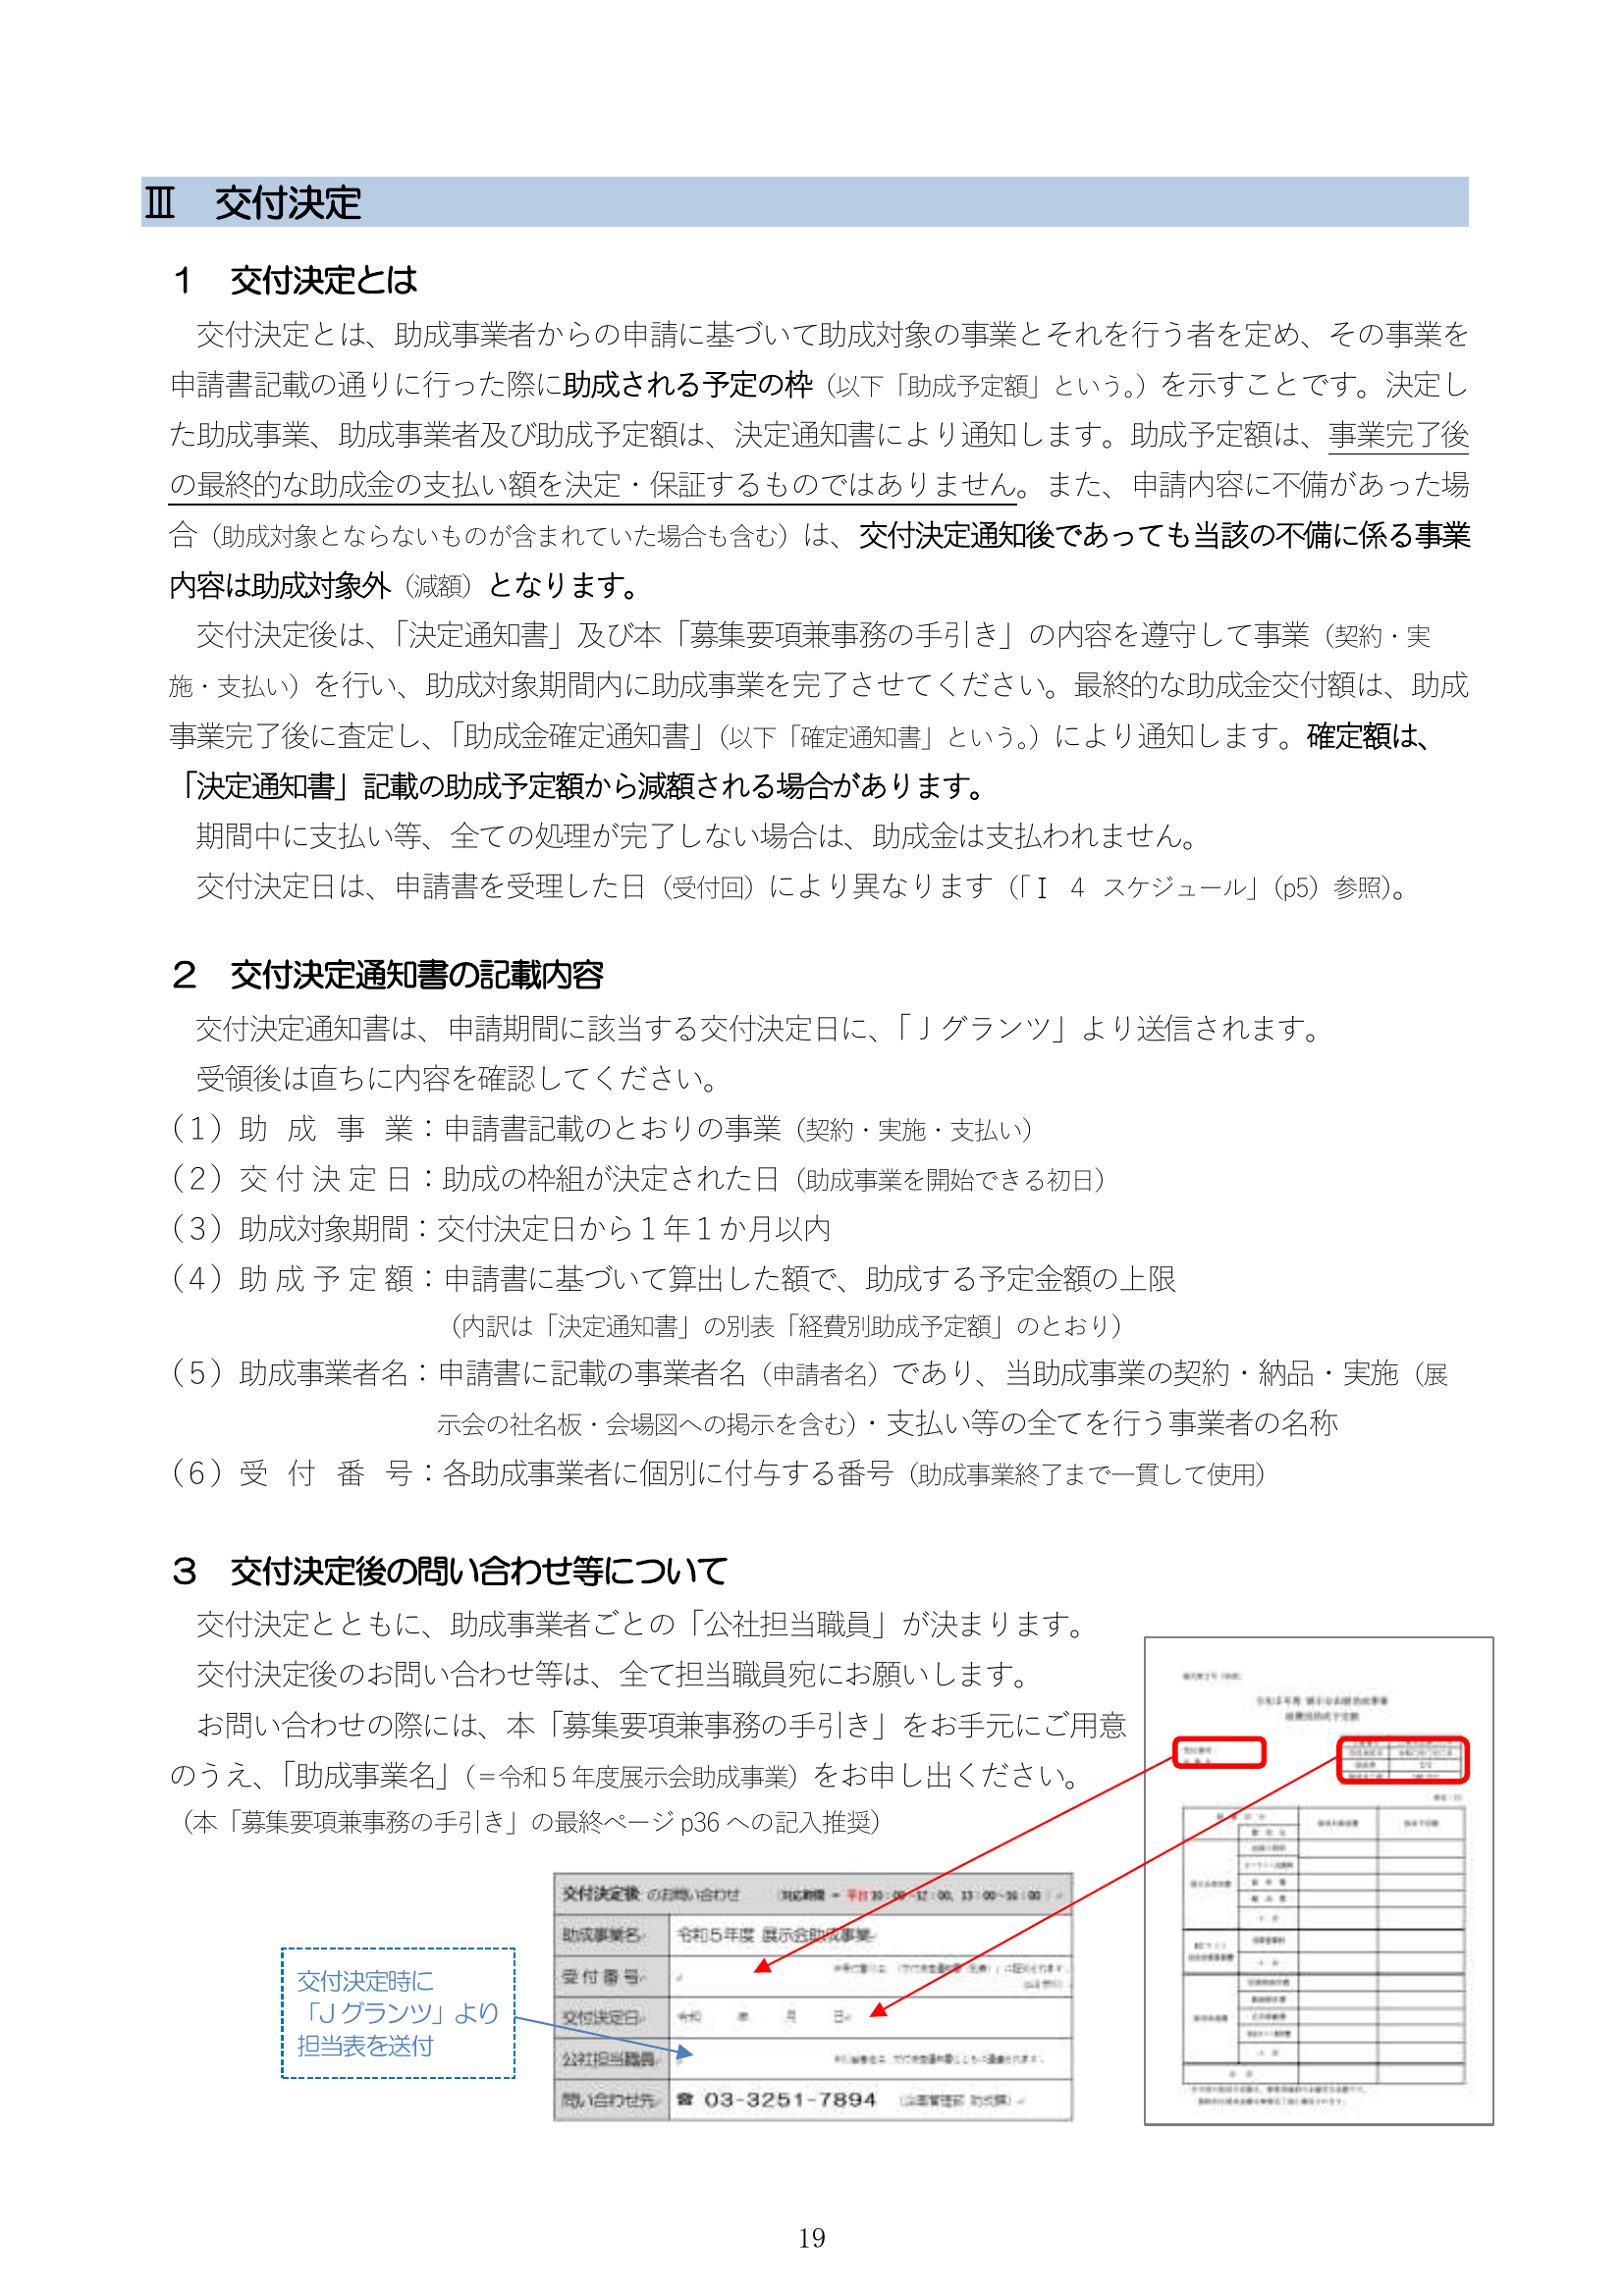 Ⅲ　交付決定
１　交付決定とは
交付決定とは、助成事業者からの申請に基づいて助成対象の事業とそれを行う者を定め、その事業を
申請書記載の通りに行った際に助成される予定の枠（以下「助成予定額」という。）を示すことです。決定し
た助成事業、助成事業者及び助成予定額は、決定通知書により通知します。助成予定額は、事業完了後
の最終的な助成金の支払い額を決定・保証するものではありません。また、申請内容に不備があった場
合（助成対象とならないものが含まれていた場合も含む）は、交付決定通知後であっても当該の不備に係る事業
内容は助成対象外（減額）となります。
交付決定後は、「決定通知書」及び本「募集要項兼事務の手引き」の内容を遵守して事業（契約・実
施・支払い）を行い、助成対象期間内に助成事業を完了させてください。最終的な助成金交付額は、助成
事業完了後に査定し、「助成金確定通知書」（以下「確定通知書」という。）により通知します。確定額は、
「決定通知書」記載の助成予定額から減額される場合があります。
期間中に支払い等、全ての処理が完了しない場合は、助成金は支払われません。
交付決定日は、申請書を受理した日（受付回）により異なります（「Ⅰ　4　スケジュール」（p5）参照）。
２　交付決定通知書の記載内容
交付決定通知書は、申請期間に該当する交付決定日に、「Ｊグランツ」より送信されます。
受領後は直ちに内容を確認してください。
（１）助　成　事　業：申請書記載のとおりの事業（契約・実施・支払い）
（２）交 付 決 定 日：助成の枠組が決定された日（助成事業を開始できる初日）
（３）助成対象期間：交付決定日から１年１か月以内
（４）助 成 予 定 額：申請書に基づいて算出した額で、助成する予定金額の上限
（内訳は「決定通知書」の別表「経費別助成予定額」のとおり）
（５）助成事業者名：申請書に記載の事業者名（申請者名）であり、当助成事業の契約・納品・実施（展
示会の社名板・会場図への掲示を含む）・支払い等の全てを行う事業者の名称
（６）受　付　番　号：各助成事業者に個別に付与する番号（助成事業終了まで一貫して使用）
３　交付決定後の問い合わせ等について
交付決定とともに、助成事業者ごとの「公社担当職員」が決まります。
交付決定後のお問い合わせ等は、全て担当職員宛にお願いします。
お問い合わせの際には、本「募集要項兼事務の手引き」をお手元にご用意
のうえ、「助成事業名」（=令和５年度展示会助成事業）をお申し出ください。
（本「募集要項兼事務の手引き」の最終ページ p36 への記入推奨）
交付決定後 のお問い合わせ　対応時間 = 平日 10：00~12：00、13：00~16：00
助成事業名　令和５年度 展示会助成事業
受 付 番 号
交付決定日　令和　年　月　日
公社担当職員
問い合わせ先　☎ 03-3251-7894
交付決定時に
「Ｊグランツ」より
担当表を送付
19